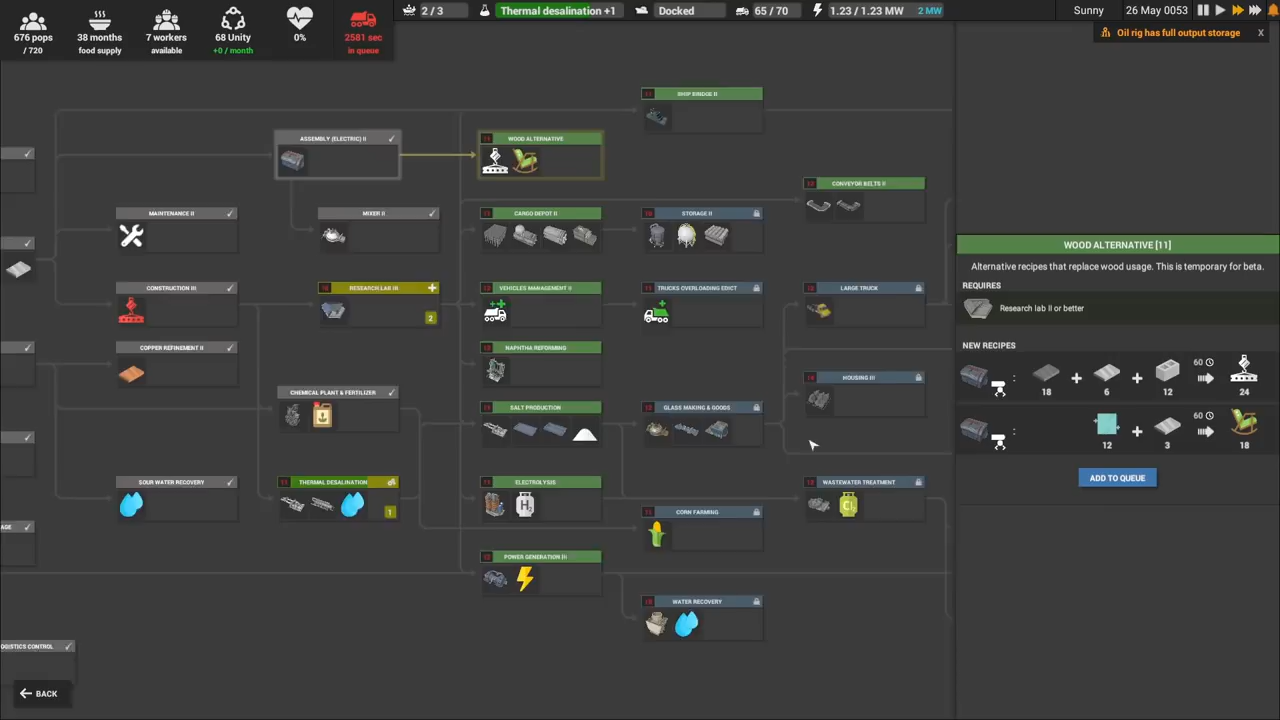 676 pops
/ 720
38 months
food supply
7 workers
available
68 Unity
+0 / month
0%
2581 sec
in queue
2 / 3
Thermal desalination +1
Docked
65 / 70
1.23 / 1.23 MW
2 MW
Sunny
26 May 0053
Oil rig has full output storage
X
SHIP BRIDGE II
ASSEMBLY (ELECTRIC) II
WOOD ALTERNATIVE
CONVEYOR BELTS II
MAINTENANCE II
MIXER II
CARGO DEPOT II
STORAGE II
WOOD ALTERNATIVE [11]
Alternative recipes that replace wood usage. This is temporary for beta.
REQUIRES
Research lab II or better
CONSTRUCTION III
RESEARCH LAB III
2
VEHICLES MANAGEMENT II
TRUCKS OVERLOADING EDICT
LARGE TRUCK
NEW RECIPES
COPPER REFINEMENT II
NAPHTHA REFORMING
HOUSING III
: 18 + 6 + 12 60 24
CHEMICAL PLANT & FERTILIZER
SALT PRODUCTION
GLASS MAKING & GOODS
: 12 + 3 60 18
ADD TO QUEUE
SOUR WATER RECOVERY
THERMAL DESALINATION
1
ELECTROLYSIS
H2
WASTEWATER TREATMENT
CORN FARMING
POWER GENERATION II
WATER RECOVERY
LOGISTICS CONTROL
BACK